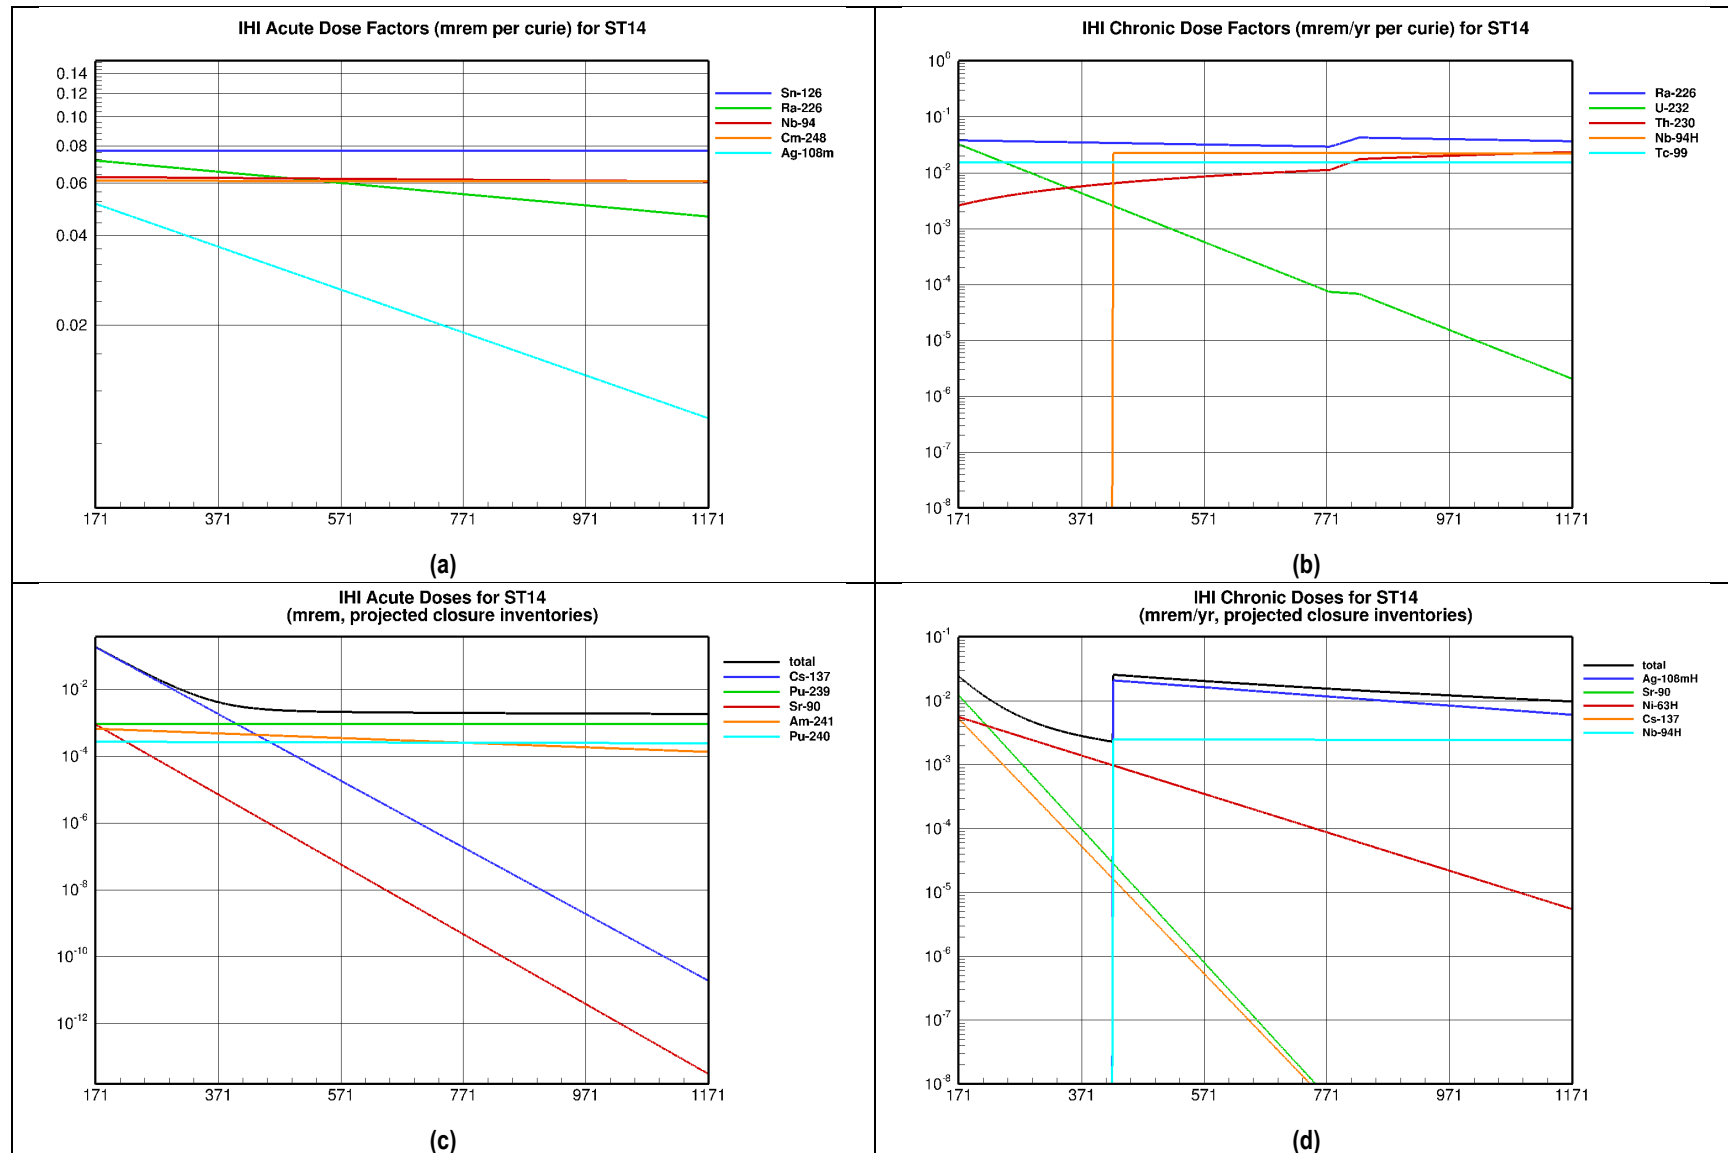 IHI Acute Dose Factors (mrem per curie) for ST14
0.14
0.12
0.10
0.08
0.06
0.04
0.02
171 371 571 771 971 1171
Sn-126
Ra-226
Nb-94
Cm-248
Ag-108m
(a)
IHI Chronic Dose Factors (mrem/yr per curie) for ST14
10^0
10^-1
10^-2
10^-3
10^-4
10^-5
10^-6
10^-7
10^-8
171 371 571 771 971 1171
Ra-226
U-232
Th-230
Nb-94H
Tc-99
(b)
IHI Acute Doses for ST14
(mrem, projected closure inventories)
10^-2
10^-4
10^-6
10^-8
10^-10
10^-12
171 371 571 771 971 1171
total
Cs-137
Pu-239
Sr-90
Am-241
Pu-240
(c)
IHI Chronic Doses for ST14
(mrem/yr, projected closure inventories)
10^-1
10^-2
10^-3
10^-4
10^-5
10^-6
10^-7
10^-8
171 371 571 771 971 1171
total
Ag-108mH
Sr-90
Ni-63H
Cs-137
Nb-94H
(d)